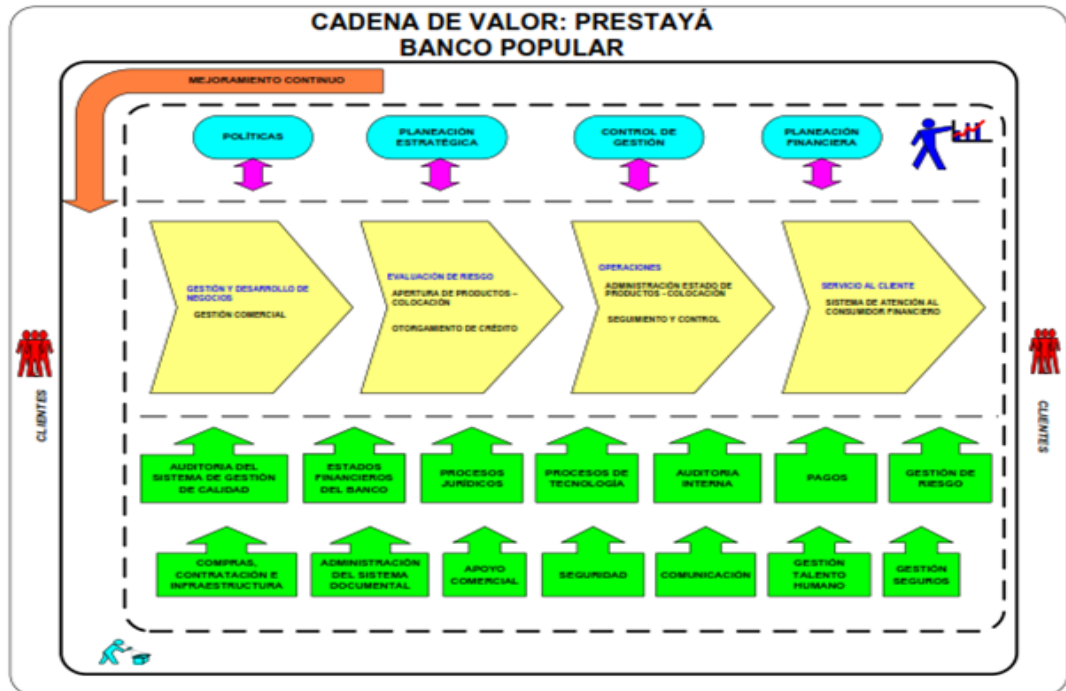 CADENA DE VALOR: PRESTAYÁ
BANCO POPULAR
MEJORAMIENTO CONTINUO
POLÍTICAS
PLANEACIÓN
ESTRATÉGICA
CONTROL DE
GESTIÓN
PLANEACIÓN
FINANCIERA
GESTIÓN Y DESARROLLO DE
NEGOCIOS
GESTIÓN COMERCIAL
EVALUACIÓN DE RIESGO
APERTURA DE PRODUCTOS –
COLOCACIÓN
OTORGAMIENTO DE CRÉDITO
OPERACIONES
ADMINISTRACIÓN ESTADO DE
PRODUCTOS - COLOCACIÓN
SEGUIMIENTO Y CONTROL
SERVICIO AL CLIENTE
SISTEMA DE ATENCIÓN AL
CONSUMIDOR FINANCIERO
CLIENTES
CLIENTES
AUDITORIA DEL
SISTEMA DE GESTIÓN
DE CALIDAD
ESTADOS
FINANCIEROS
DEL BANCO
PROCESOS
JURÍDICOS
PROCESOS DE
TECNOLOGÍA
AUDITORIA
INTERNA
PAGOS
GESTIÓN DE
RIESGO
COMPRAS,
CONTRATACIÓN E
INFRAESTRUCTURA
ADMINISTRACIÓN
DEL SISTEMA
DOCUMENTAL
APOYO
COMERCIAL
SEGURIDAD
COMUNICACIÓN
GESTIÓN
TALENTO
HUMANO
GESTIÓN
SEGUROS